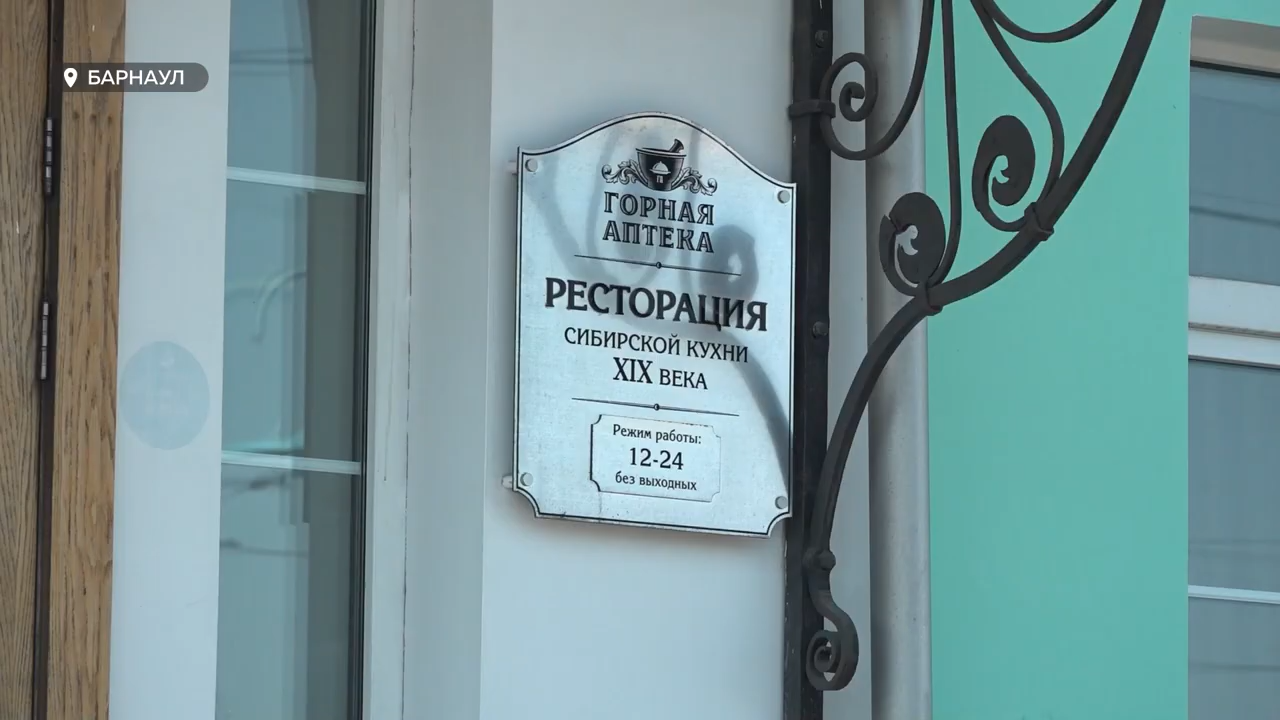 БАРНАУЛ
ГОРНАЯ
АПТЕКА
РЕСТОРАЦИЯ
СИБИРСКОЙ КУХНИ
XIX ВЕКА
Режим работы:
12-24
без выходных